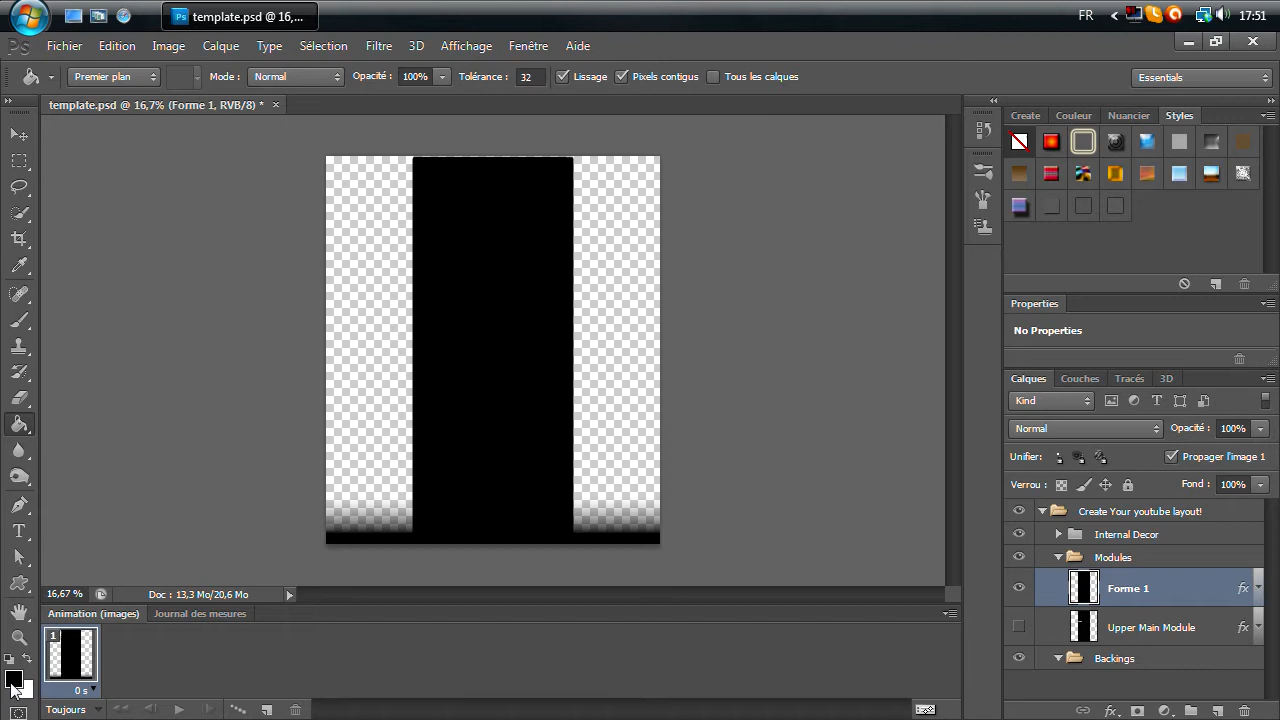 template.psd @ 16,...
FR
17:51
Fichier Edition Image Calque Type Sélection Filtre 3D Affichage Fenêtre Aide
Premier plan
Mode : Normal
Opacité : 100%
Tolérance : 32
Lissage
Pixels contigus
Tous les calques
Essentials
template.psd @ 16,7% (Forme 1, RVB/8) *
Create Couleur Nuancier Styles
Properties
No Properties
Calques Couches Tracés 3D
Kind
Normal
Opacité : 100%
Unifier :
Propager l'image 1
Verrou :
Fond : 100%
Create Your youtube layout!
Internal Decor
Modules
Forme 1 fx
Upper Main Module fx
Backings
16,67 %
Doc : 13,3 Mo/20,6 Mo
Animation (images) Journal des mesures
1
0 s
Toujours